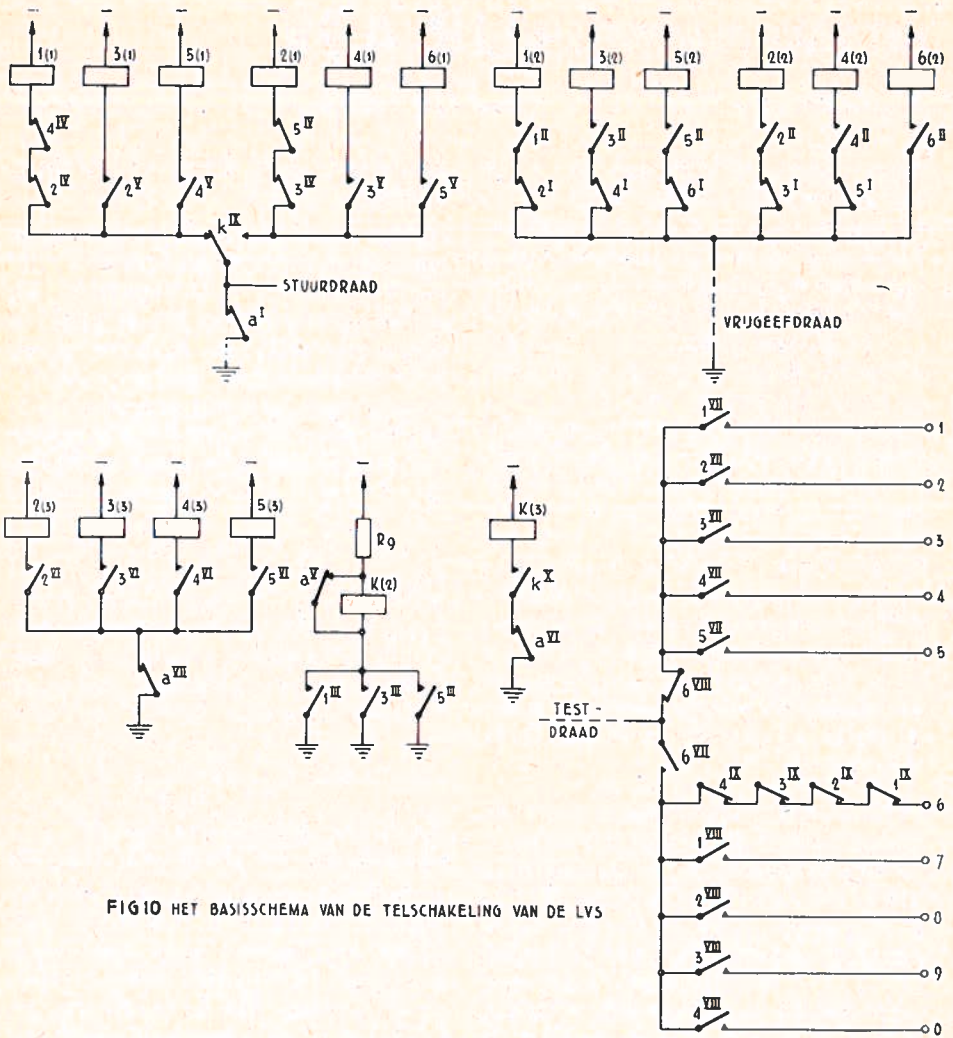 — — — — — — — — — — — —
1(1) 3(1) 5(1) 2(1) 4(1) 6(1) 1(2) 3(2) 5(2) 2(2) 4(2) 6(2)
4IV 5IV 1II 3II 5II 2II 4II 6II
2IV 2V 4V 3IV 3V 5V 2I 4I 6I 3I 5I
kIX
STUURDRAAD
aI
VRIJGEEFDRAAD
1VII 1
— — — — — —
2(3) 3(3) 4(3) 5(3) K(3)
2VII 2
R9
3VII 3
2VI 3VI 4VI 5VI aV K(2) kX
4VII 4
aVII aVI
5VII 5
1III 3III 5III
6VIII
TEST-
DRAAD
6VII
4IX 3IX 2IX 1IX 6
1VIII 7
2VIII 8
FIG10 HET BASISSCHEMA VAN DE TELSCHAKELING VAN DE LVS
3VIII 9
4VIII 0